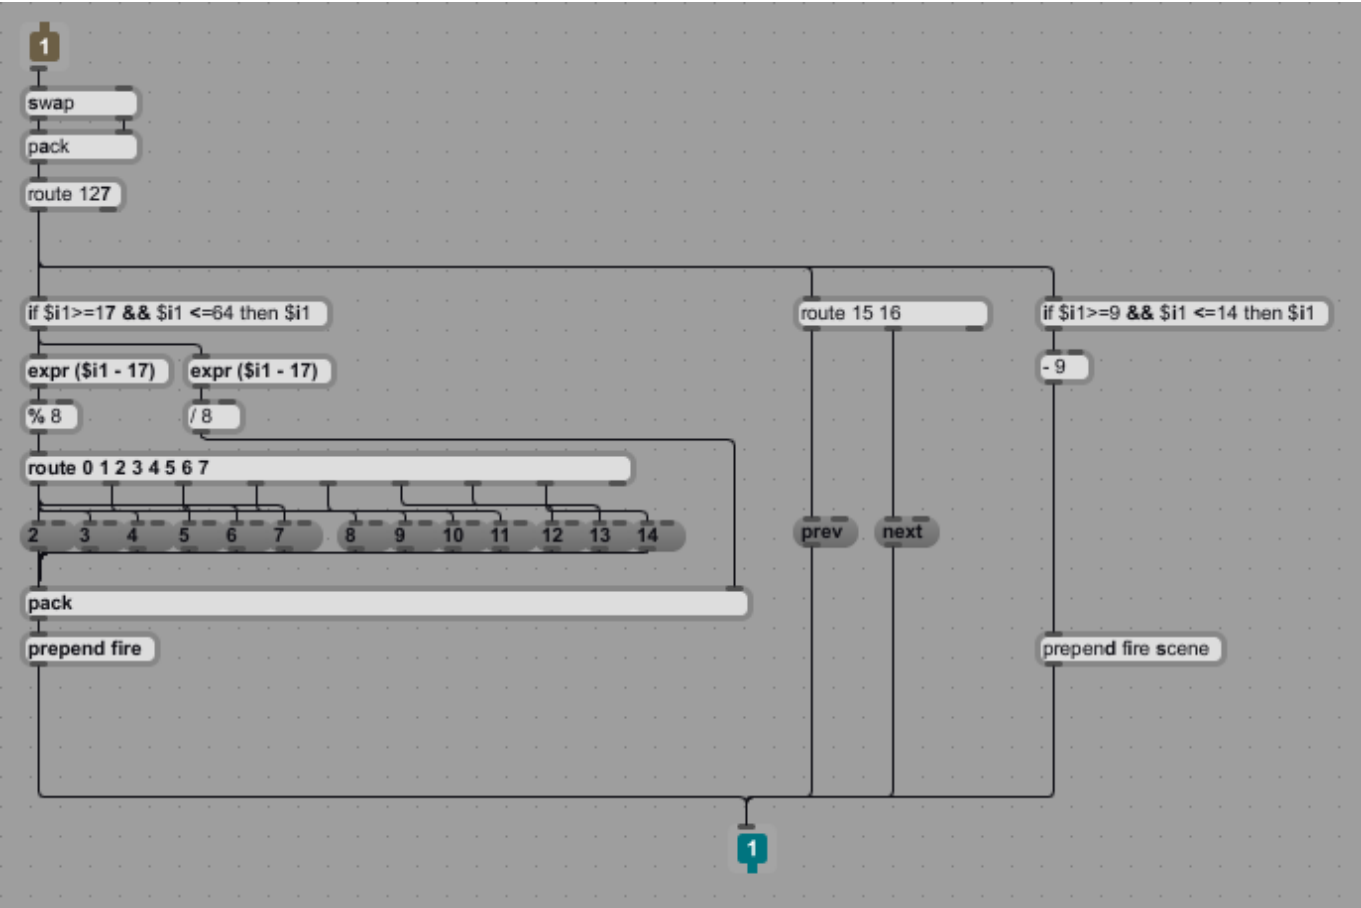 1
swap
pack
route 127
if $i1>=17 && $i1 <=64 then $i1
route 15 16
if $i1>=9 && $i1 <=14 then $i1
expr ($i1 - 17)
expr ($i1 - 17)
- 9
% 8
/ 8
route 0 1 2 3 4 5 6 7
2 3 4 5 6 7 8 9 10 11 12 13 14
prev
next
pack
prepend fire
prepend fire scene
1